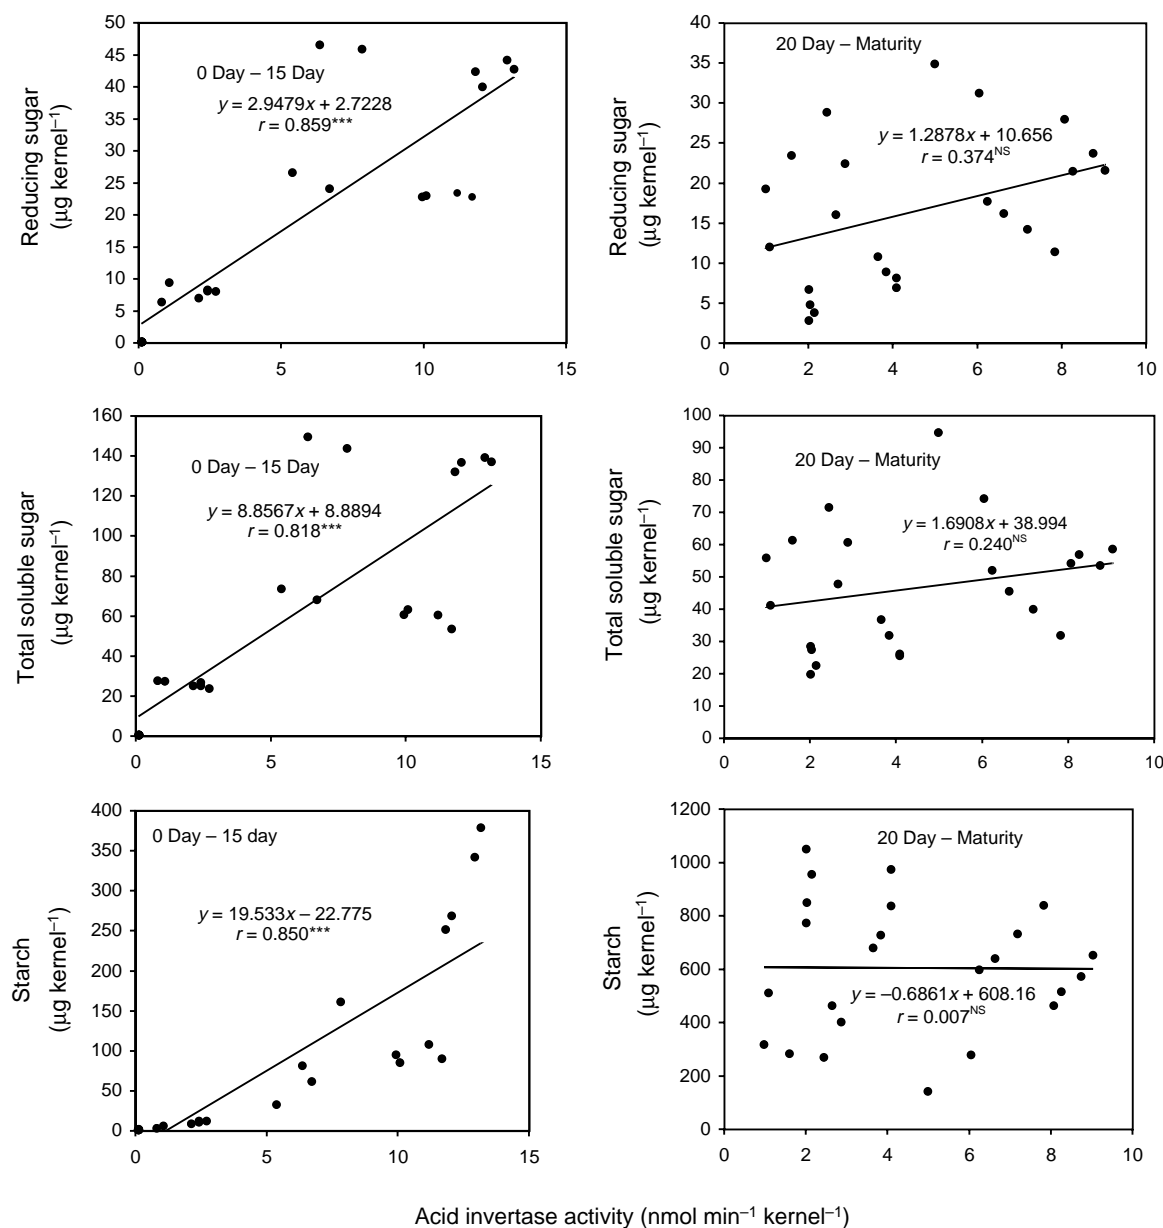 50
45
40
35
30
25
20
15
10
5
0
0 5 10 15
Reducing sugar
(μg kernel⁻¹)
0 Day – 15 Day
y = 2.9479x + 2.7228
r = 0.859***
40
35
30
25
20
15
10
5
0
0 2 4 6 8 10
Reducing sugar
(μg kernel⁻¹)
20 Day – Maturity
y = 1.2878x + 10.656
r = 0.374ᴺˢ
160
140
120
100
80
60
40
20
0
0 5 10 15
Total soluble sugar
(μg kernel⁻¹)
0 Day – 15 Day
y = 8.8567x + 8.8894
r = 0.818***
100
90
80
70
60
50
40
30
20
10
0
0 2 4 6 8 10
Total soluble sugar
(μg kernel⁻¹)
20 Day – Maturity
y = 1.6908x + 38.994
r = 0.240ᴺˢ
400
350
300
250
200
150
100
50
0
0 5 10 15
Starch
(μg kernel⁻¹)
0 Day – 15 day
y = 19.533x – 22.775
r = 0.850***
1200
1000
800
600
400
200
0
0 2 4 6 8 10
Starch
(μg kernel⁻¹)
20 Day – Maturity
y = –0.6861x + 608.16
r = 0.007ᴺˢ
Acid invertase activity (nmol min⁻¹ kernel⁻¹)